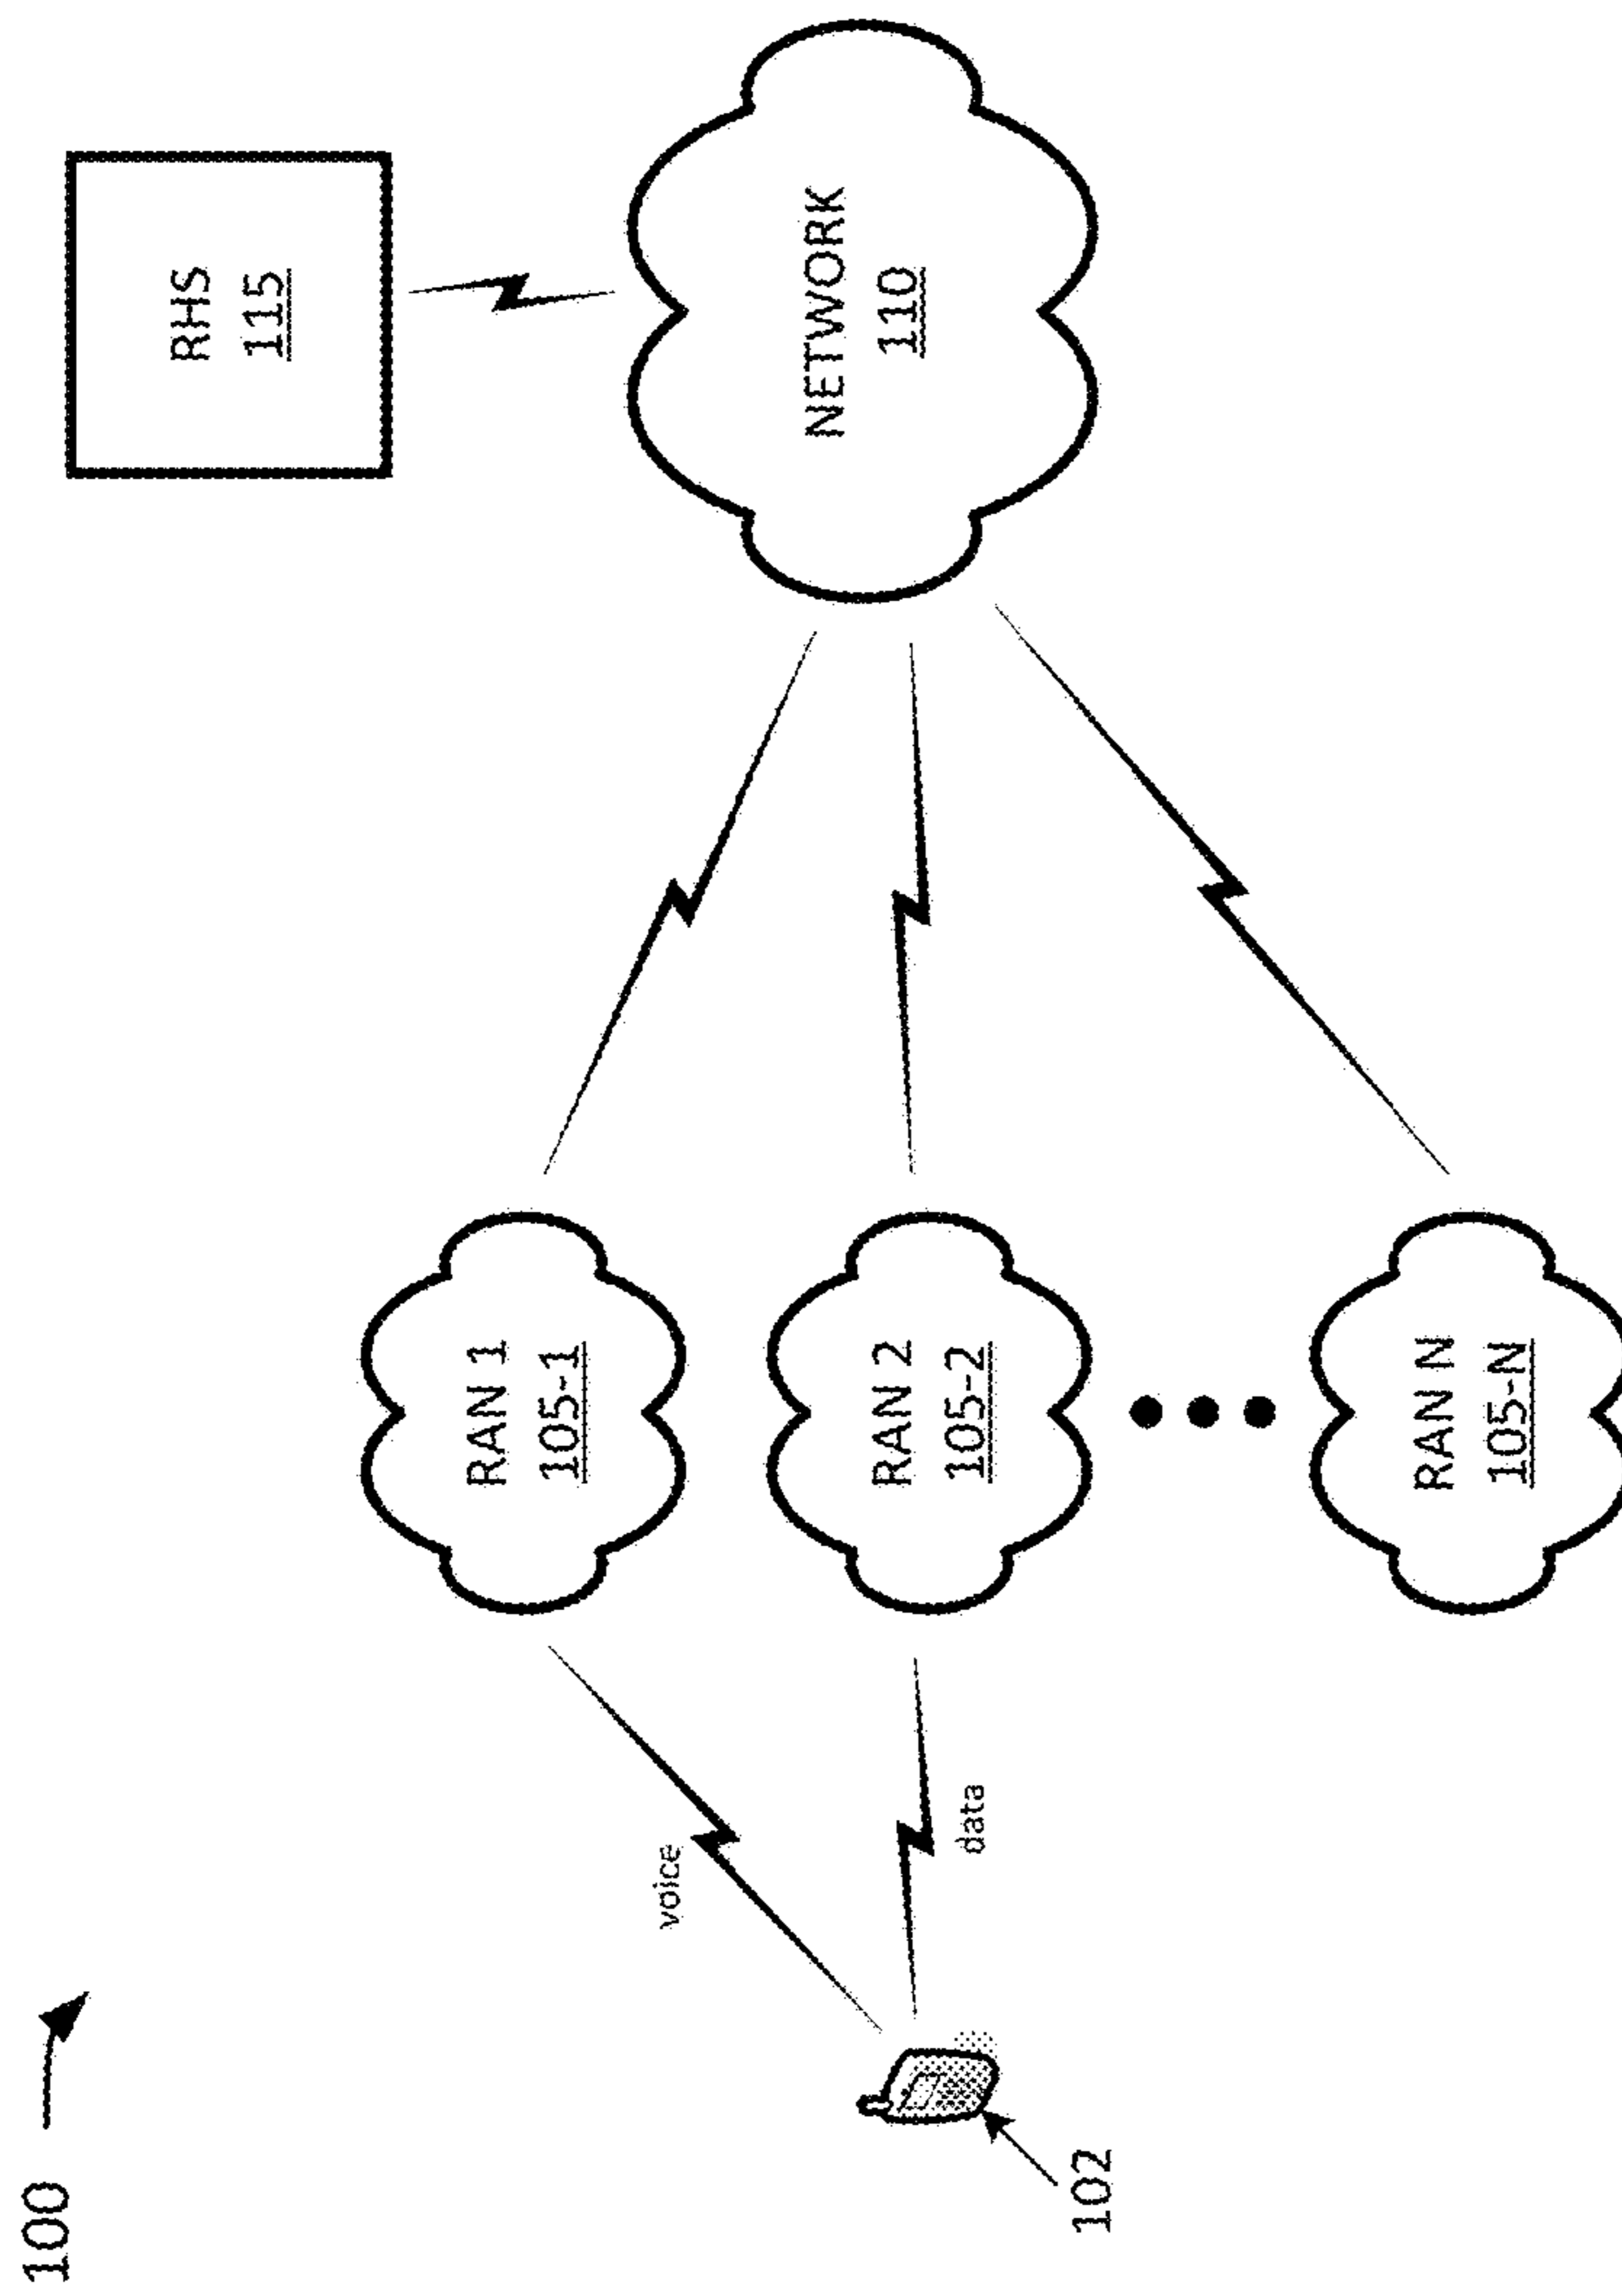 100
RHS
115
NETWORK
110
RAN 1
105-1
RAN 2
105-2
RAN N
105-N
voice
data
102